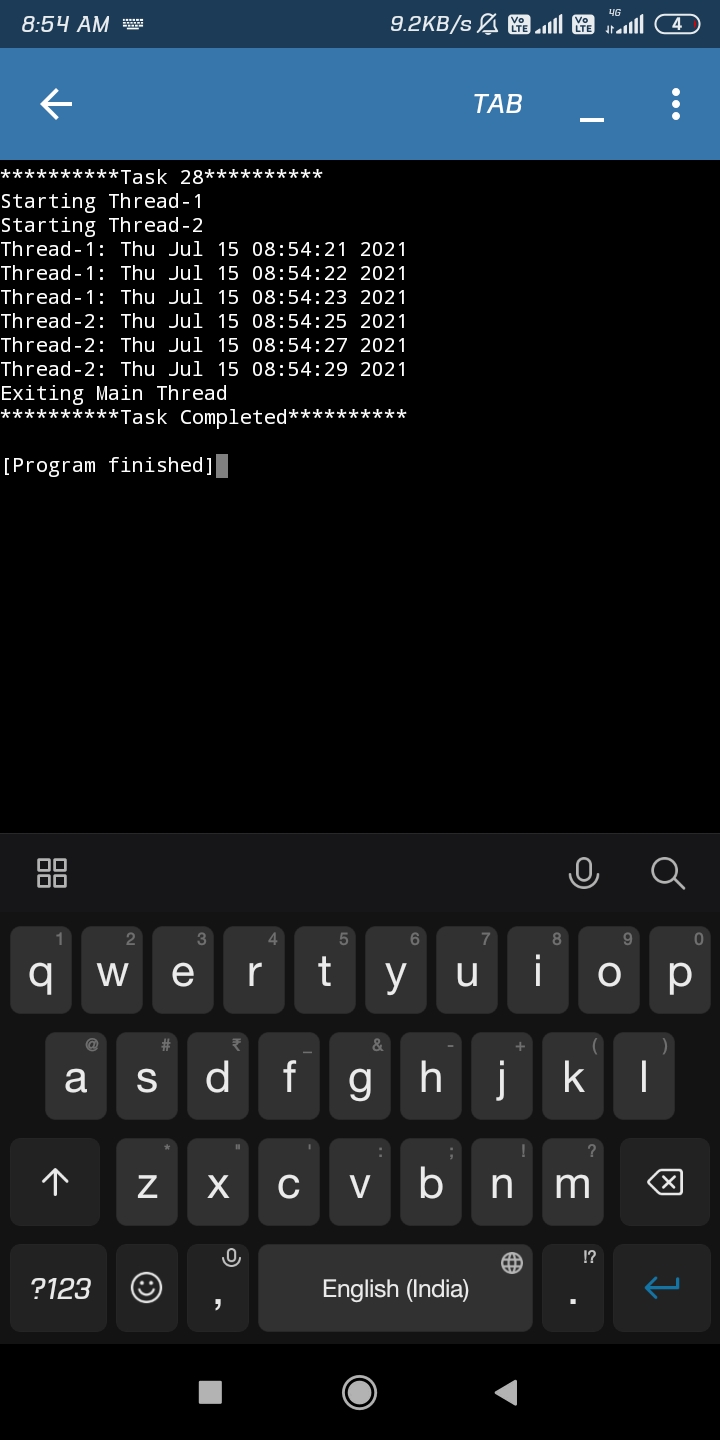 8:54 AM 9.2KB/s Vo LTE Vo LTE 4G 4
TAB _
**********Task 28**********
Starting Thread-1
Starting Thread-2
Thread-1: Thu Jul 15 08:54:21 2021
Thread-1: Thu Jul 15 08:54:22 2021
Thread-1: Thu Jul 15 08:54:23 2021
Thread-2: Thu Jul 15 08:54:25 2021
Thread-2: Thu Jul 15 08:54:27 2021
Thread-2: Thu Jul 15 08:54:29 2021
Exiting Main Thread
**********Task Completed**********
[Program finished]
1 2 3 4 5 6 7 8 9 0
q w e r t y u i o p
@ # ₹ _ & - + ( )
a s d f g h j k l
* " ' : ; ! ?
z x c v b n m
!?
?123 , English (India) .